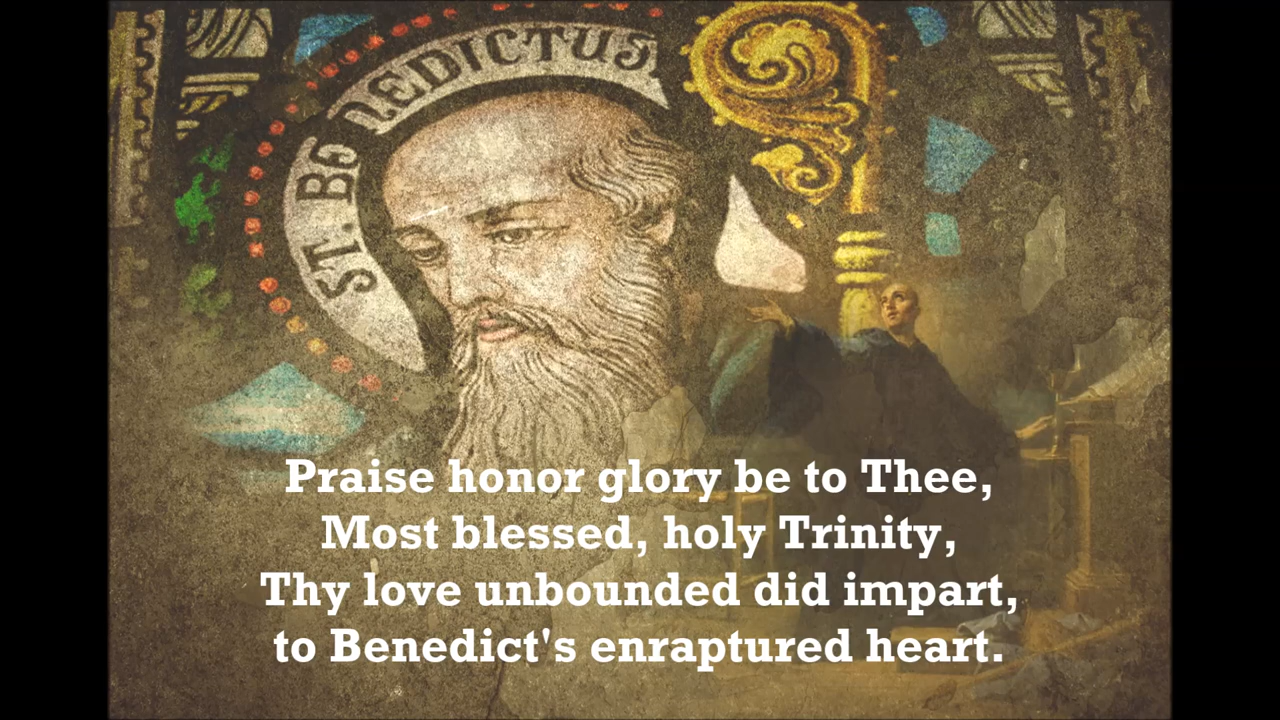 ST. BENEDICTUS
Praise honor glory be to Thee,
Most blessed, holy Trinity,
Thy love unbounded did impart,
to Benedict's enraptured heart.